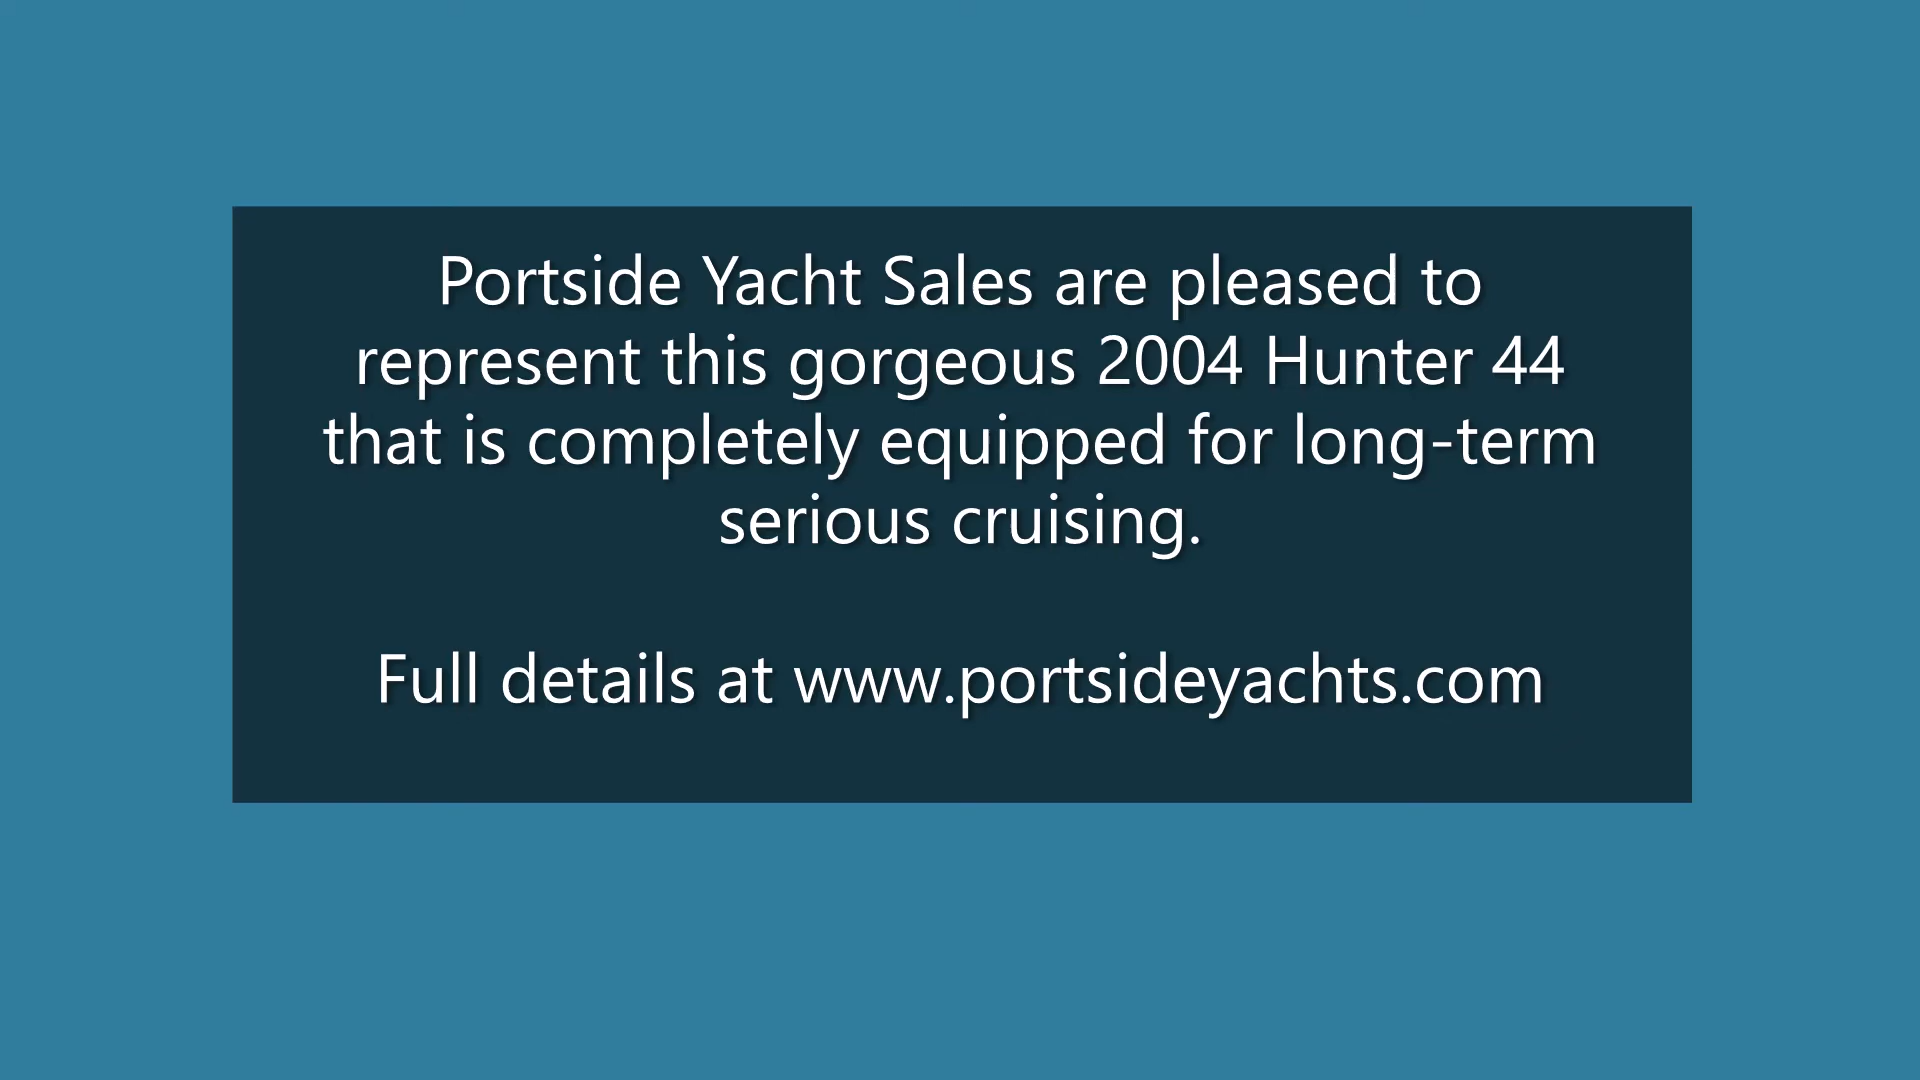 Portside Yacht Sales are pleased to
represent this gorgeous 2004 Hunter 44
that is completely equipped for long-term
serious cruising.
Full details at www.portsideyachts.com